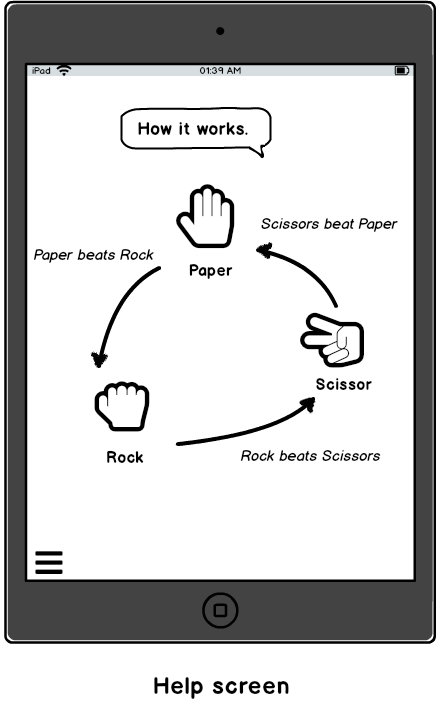 iPad
01:39 AM
How it works.
Scissors beat Paper
Paper beats Rock
Paper
Scissor
Rock
Rock beats Scissors
Help screen